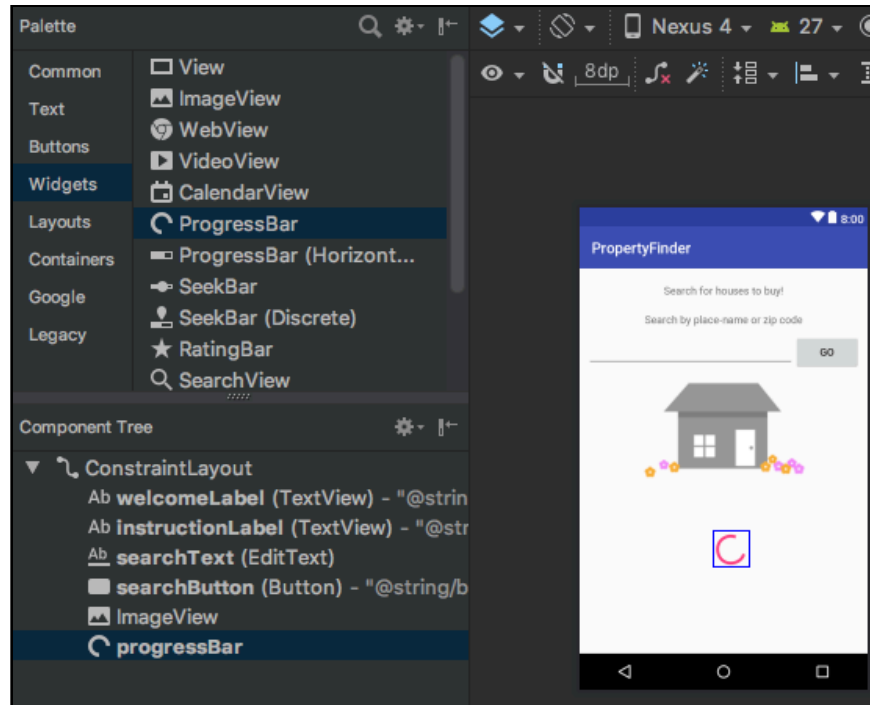 Palette
Common
Text
Buttons
Widgets
Layouts
Containers
Google
Legacy
View
ImageView
WebView
VideoView
CalendarView
ProgressBar
ProgressBar (Horizont...
SeekBar
SeekBar (Discrete)
RatingBar
SearchView
Component Tree
ConstraintLayout
Ab welcomeLabel (TextView) - "@strin
Ab instructionLabel (TextView) - "@str
Ab searchText (EditText)
searchButton (Button) - "@string/b
ImageView
progressBar
Nexus 4 27
8dp
8:00
PropertyFinder
Search for houses to buy!
Search by place-name or zip code
GO